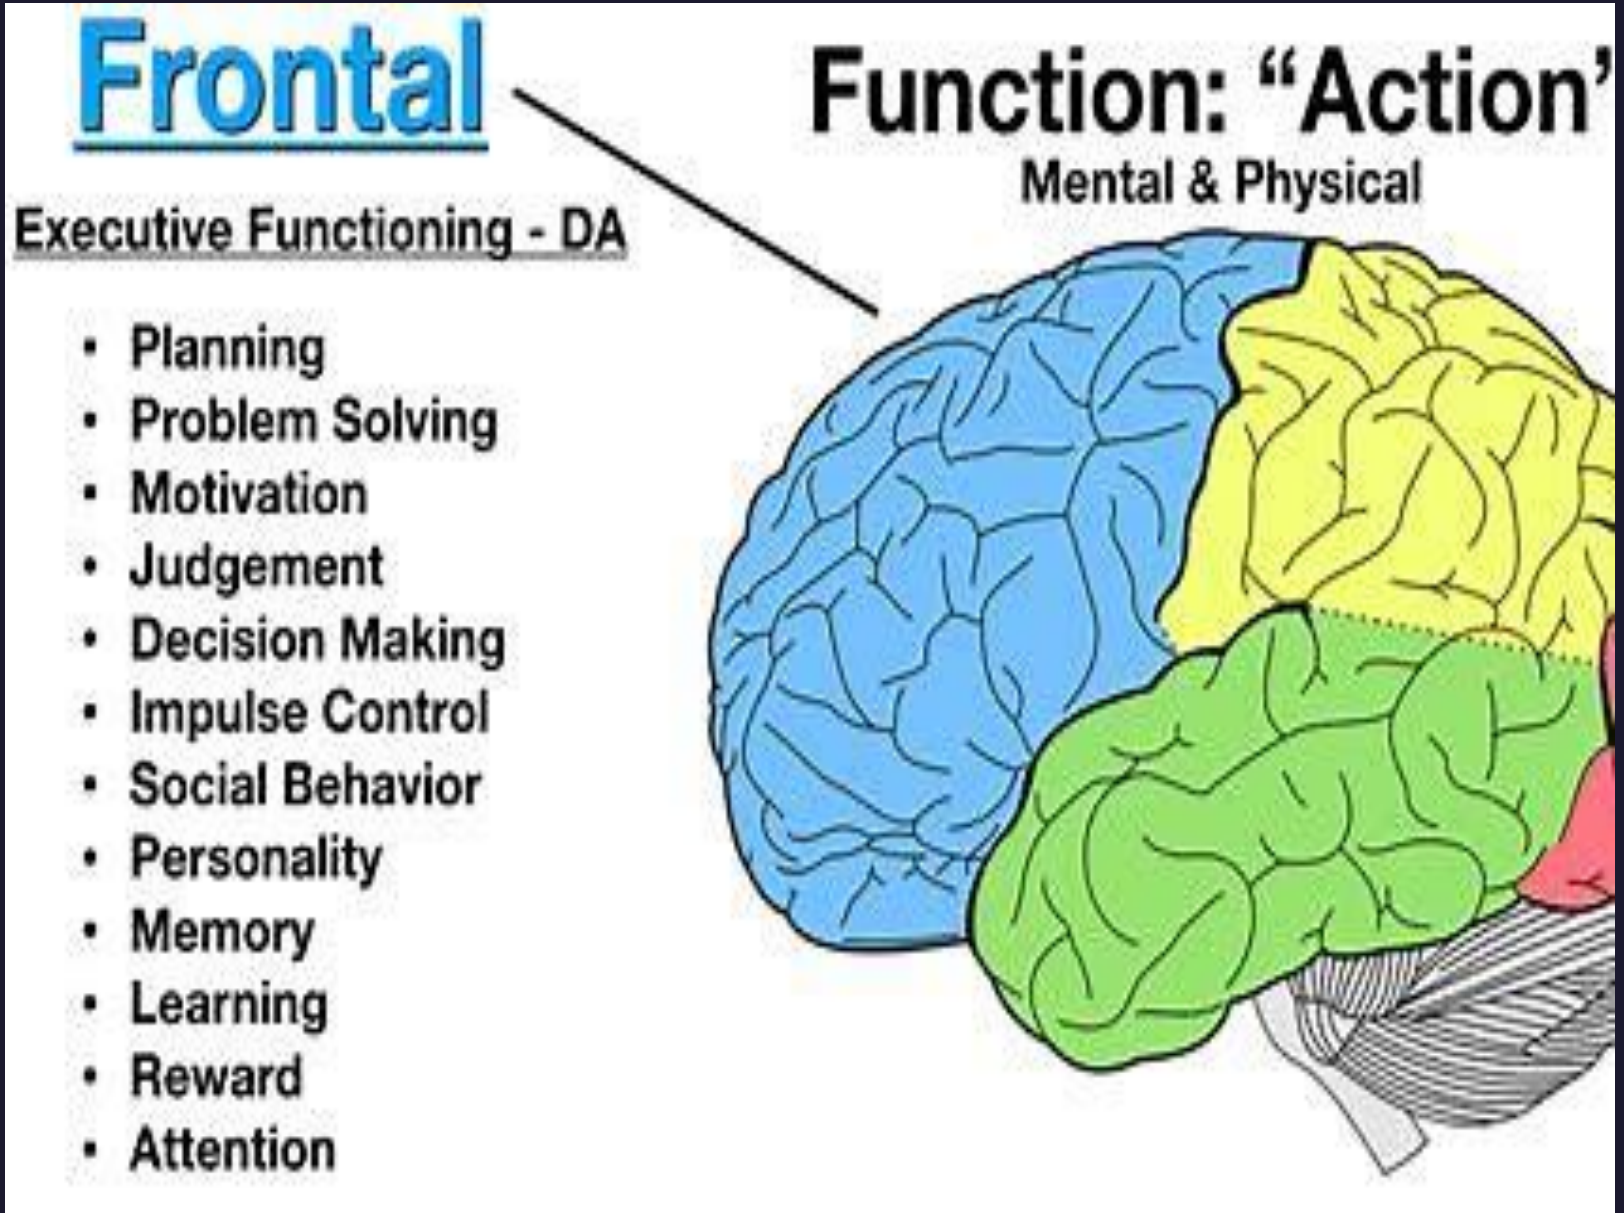 Frontal
Function: “Action’
Mental & Physical
Executive Functioning - DA
• Planning
• Problem Solving
• Motivation
• Judgement
• Decision Making
• Impulse Control
• Social Behavior
• Personality
• Memory
• Learning
• Reward
• Attention